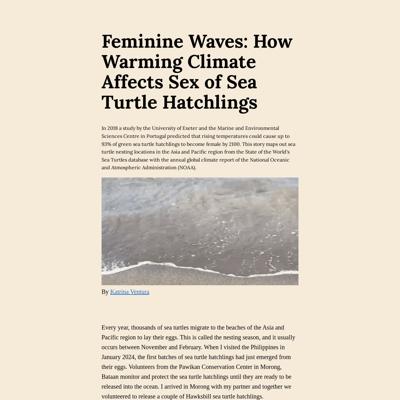 Feminine Waves: How
Warming Climate
Affects Sex of Sea
Turtle Hatchlings
In 2018 a study by the University of Exeter and the Marine and Environmental
Sciences Centre in Portugal predicted that rising temperatures could cause up to
93% of green sea turtle hatchlings to become female by 2100. This story maps out sea
turtle nesting locations in the Asia and Pacific region from the State of the World's
Sea Turtles database with the annual global climate report of the National Oceanic
and Atmospheric Administration (NOAA).
By Katrina Ventura
Every year, thousands of sea turtles migrate to the beaches of the Asia and
Pacific region to lay their eggs. This is called the nesting season, and it usually
occurs between November and February. When I visited the Philippines in
January 2024, the first batches of sea turtle hatchlings had just emerged from
their eggs. Volunteers from the Pawikan Conservation Center in Morong,
Bataan monitor and protect the sea turtle hatchlings until they are ready to be
released into the ocean. I arrived in Morong with my partner and together we
volunteered to release a couple of Hawksbill sea turtle hatchlings.